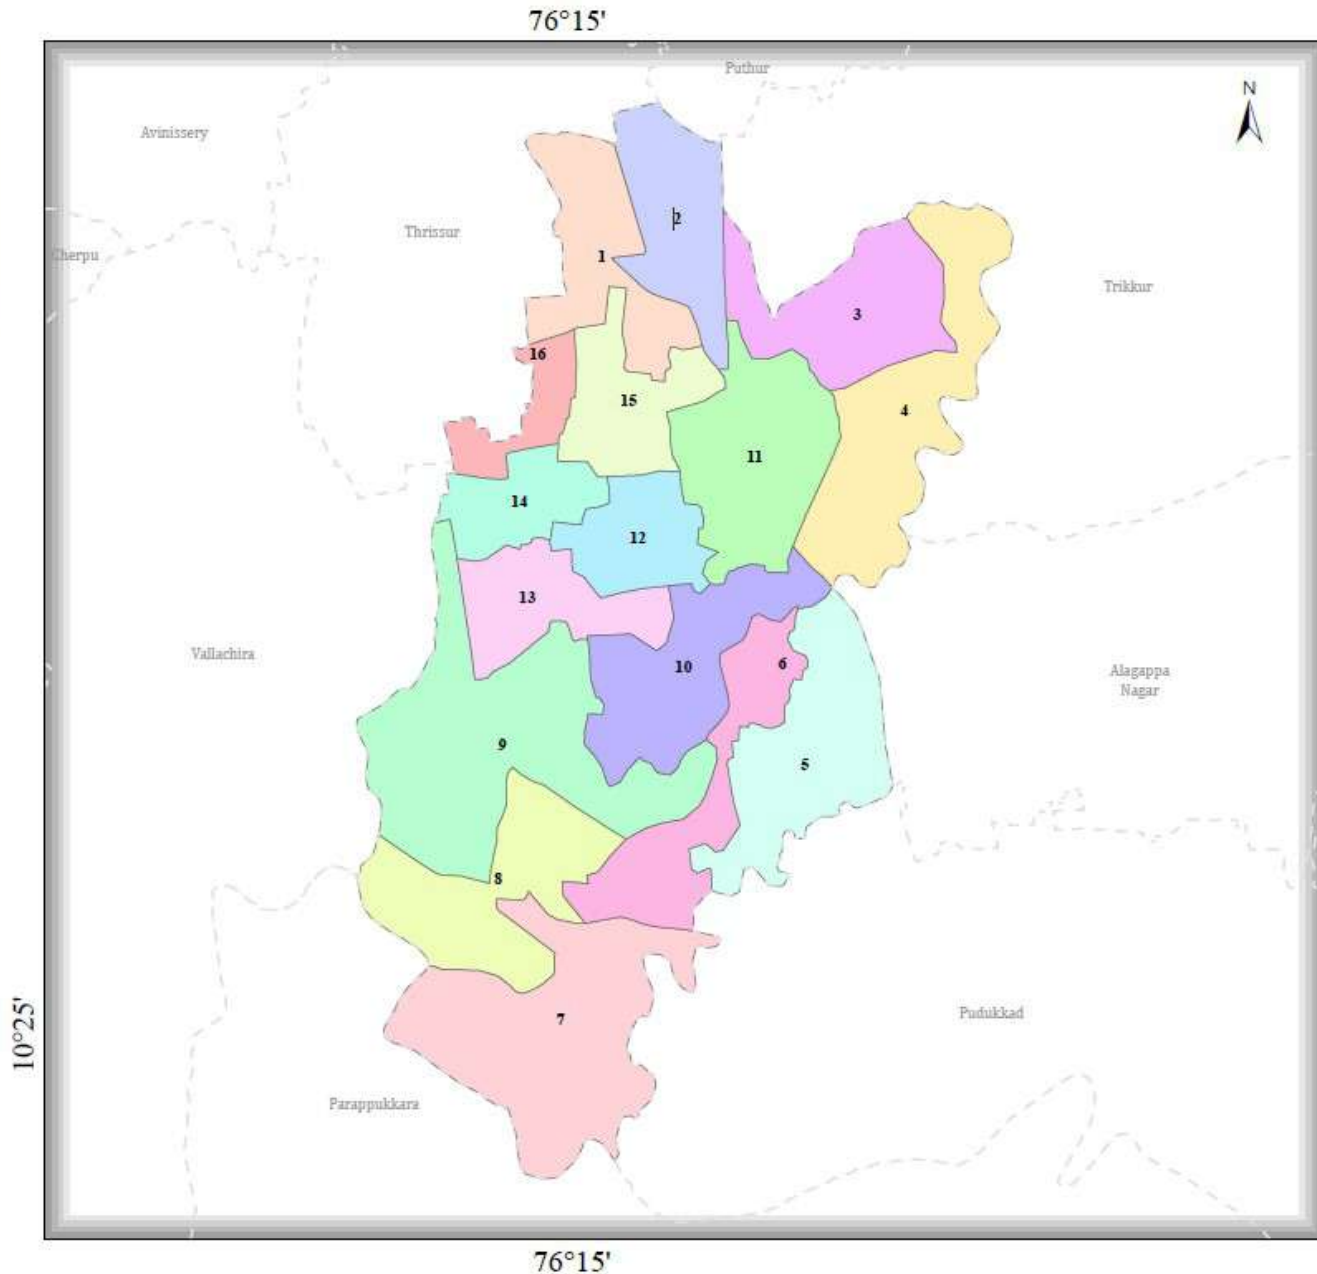 76°15'
Puthur
N
Avinissery
2
Thrissur
Cherpu
1
Trikkur
3
16
15
4
11
14
12
13
Vallachira
10
6
Alagappa
Nagar
9
5
8
10°25'
7
Pudukkad
Parappukkara
76°15'